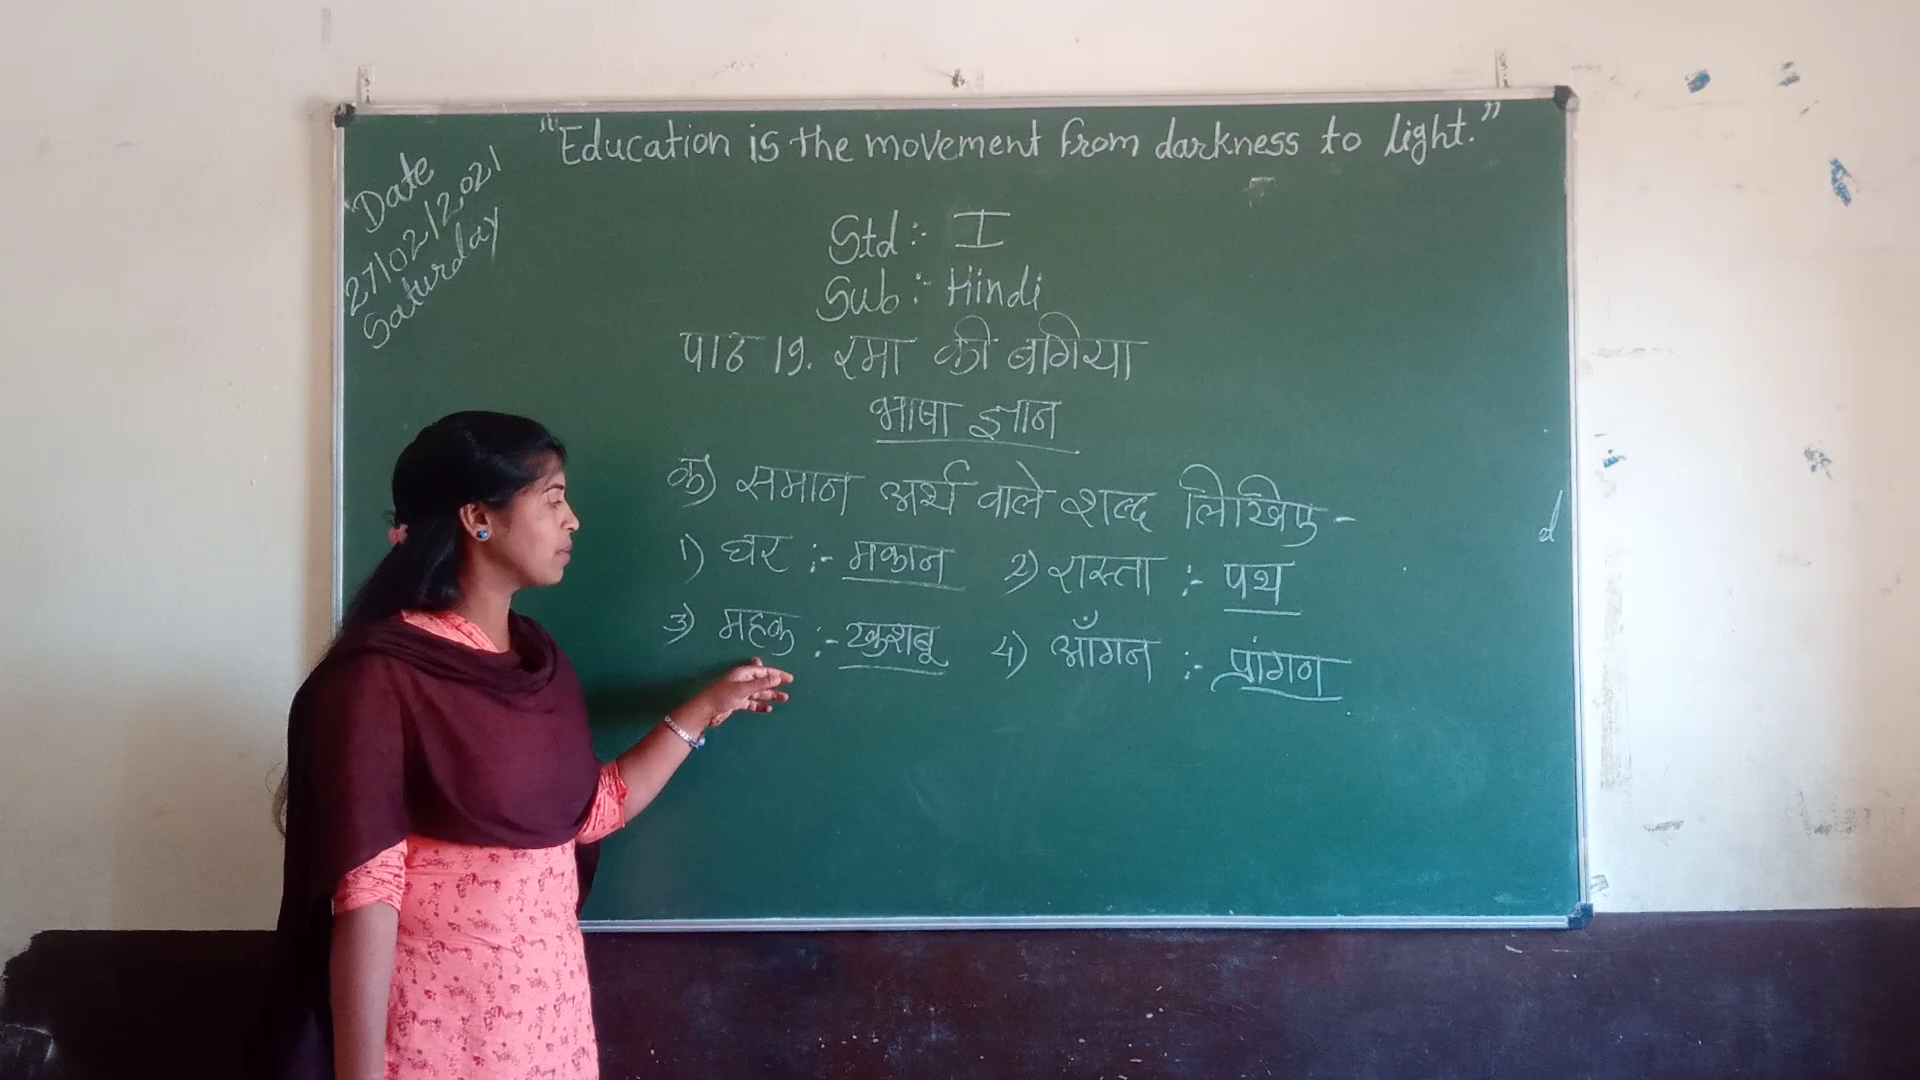 "Education is the movement from darkness to light."
Date
27/02/2021
Saturday
Std :- I
Sub :- Hindi
पाठ 19. रमा की बगिया
भाषा ज्ञान
क) समान अर्थ वाले शब्द लिखिए -
1) घर :- मकान 2) रास्ता :- पथ
3) महक :- खुशबू 4) आँगन :- प्रांगन
d